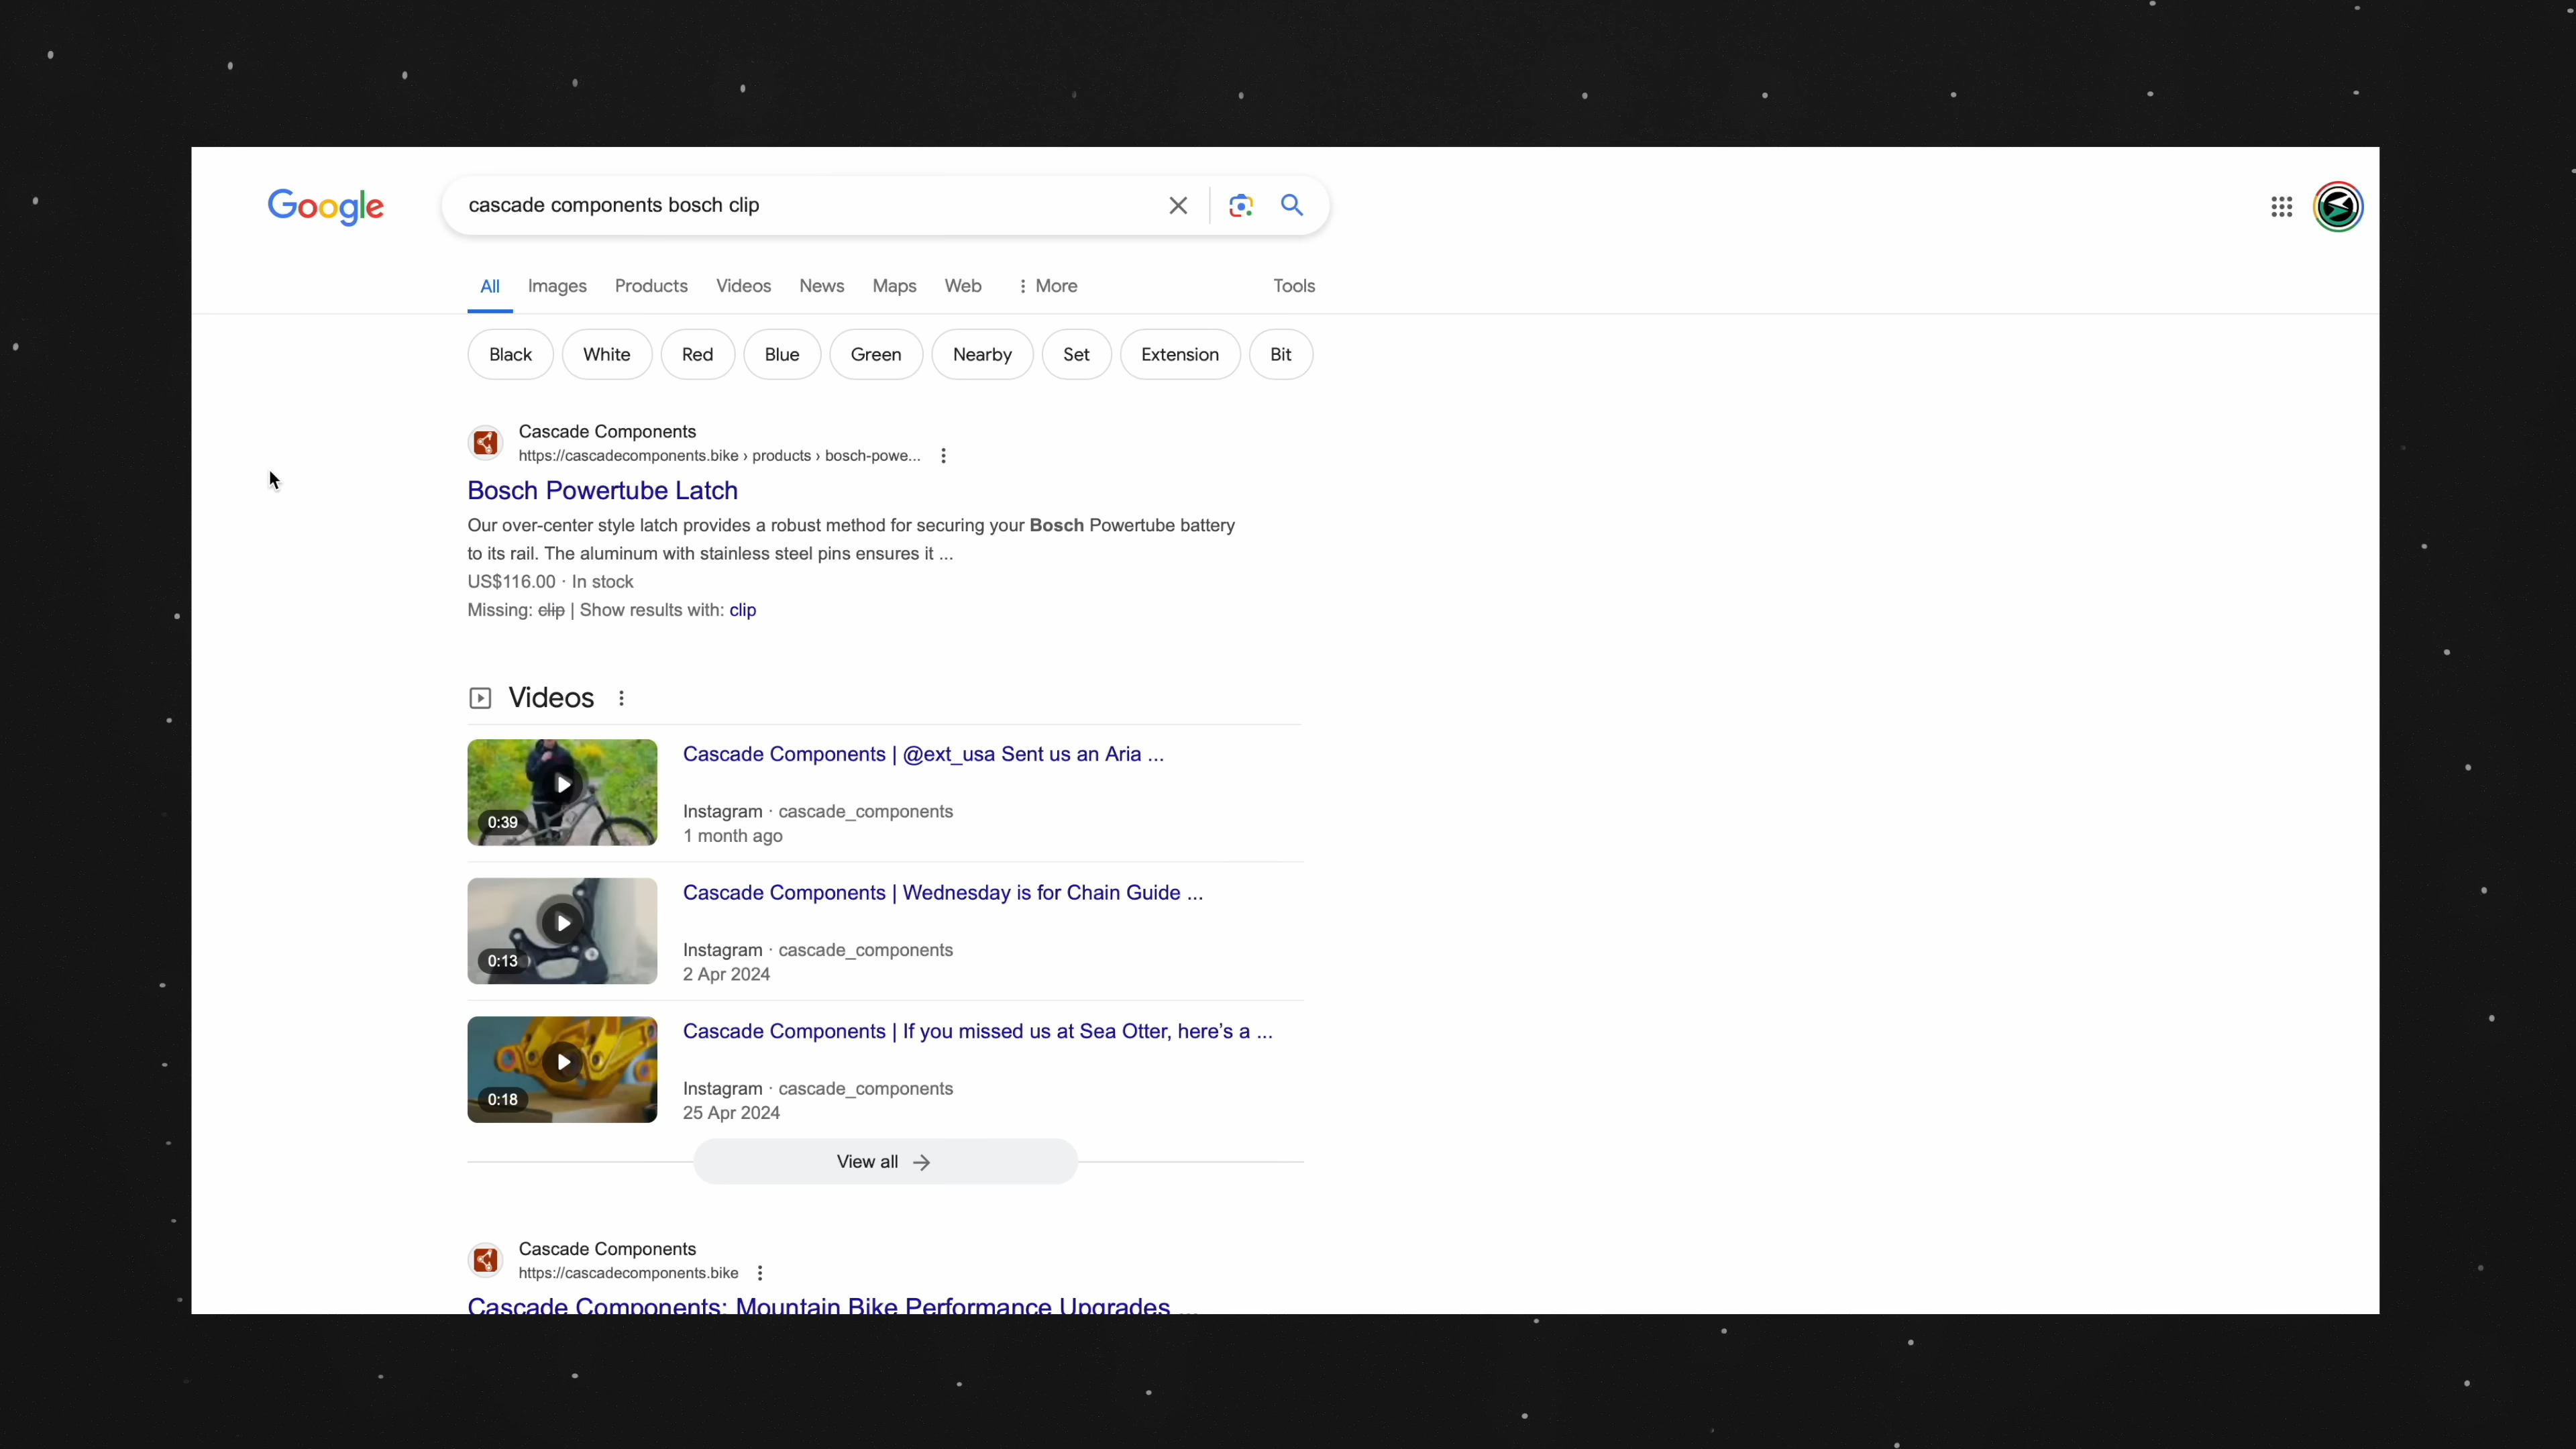 Google
cascade components bosch clip
All Images Products Videos News Maps Web More Tools
Black White Red Blue Green Nearby Set Extension Bit
Cascade Components
https://cascadecomponents.bike › products › bosch-powe...
Bosch Powertube Latch
Our over-center style latch provides a robust method for securing your Bosch Powertube battery
to its rail. The aluminum with stainless steel pins ensures it ...
US$116.00 · In stock
Missing: clip | Show results with: clip
Videos
Cascade Components | @ext_usa Sent us an Aria ...
Instagram · cascade_components
0:39
1 month ago
Cascade Components | Wednesday is for Chain Guide ...
Instagram · cascade_components
0:13
2 Apr 2024
Cascade Components | If you missed us at Sea Otter, here’s a ...
Instagram · cascade_components
0:18
25 Apr 2024
View all
Cascade Components
https://cascadecomponents.bike
Cascade Components: Mountain Bike Performance Upgrades ...